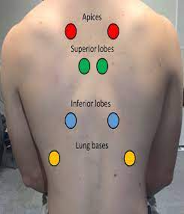 Apices
Superior lobes
Inferior lobes
Lung bases